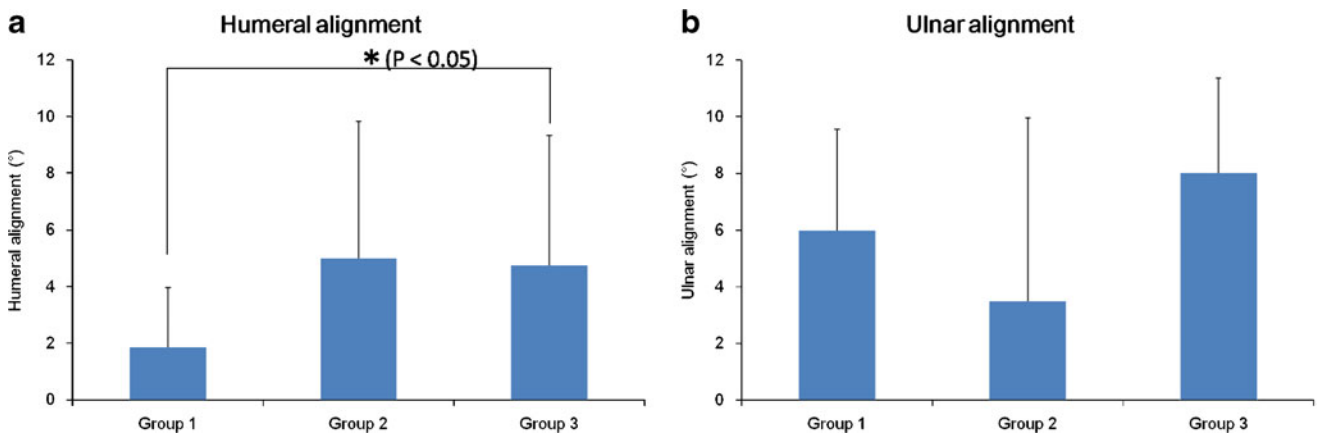 a
Humeral alignment
* (P < 0.05)
Humeral alignment (°)
12
10
8
6
4
2
0
Group 1
Group 2
Group 3
b
Ulnar alignment
Ulnar alignment (°)
12
10
8
6
4
2
0
Group 1
Group 2
Group 3